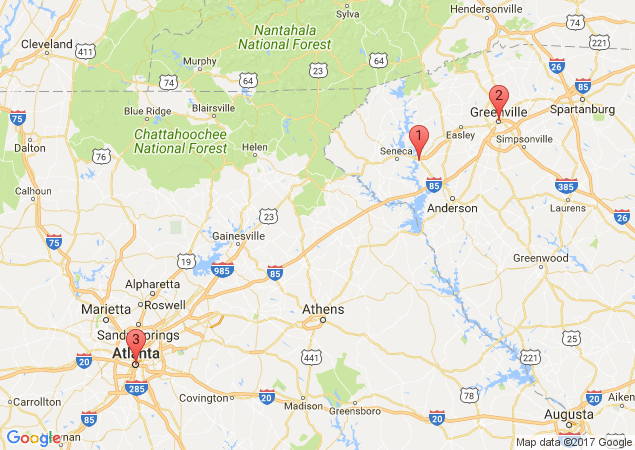 Sylva
Hendersonville
Nantahala
National Forest
Cleveland
411
64
74
221
26
Murphy
23
74
64
64
85
Spartanburg
75
Blue Ridge
Blairsville
2
Greenville
Dalton
Chattahoochee
National Forest
Helen
1
Easley
Simpsonville
76
Seneca
26
Calhoun
85
385
Anderson
Laurens
23
75
Gainesville
19
985
85
Greenwood
Alpharetta
Roswell
Marietta
Athens
Sandy Springs
3
Atlanta
25
20
441
221
285
Carrollton
Covington
20
78
Madison
Greensboro
20
Aiken
85
Augusta
Google
nan
Map data ©2017 Google